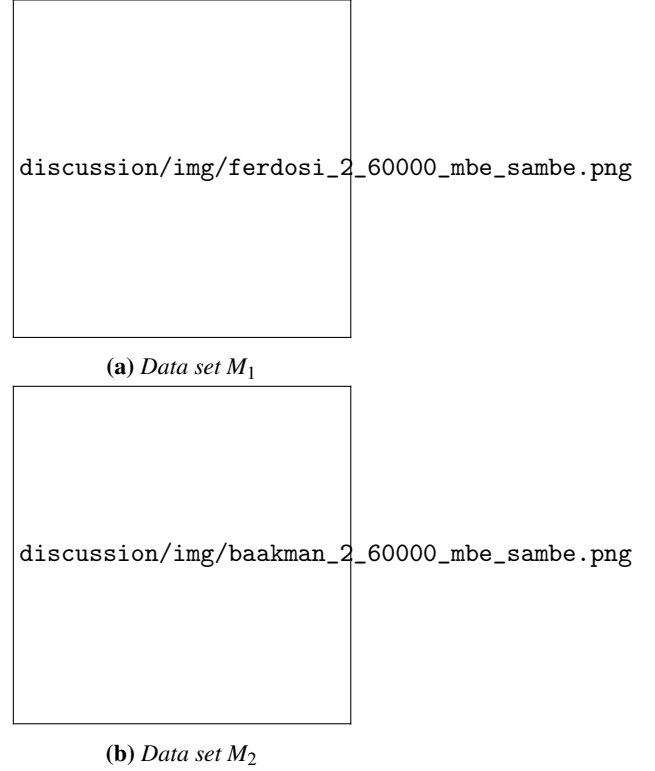 discussion/img/ferdosi_2_60000_mbe_sambe.png
(a) Data set M1
discussion/img/baakman_2_60000_mbe_sambe.png
(b) Data set M2